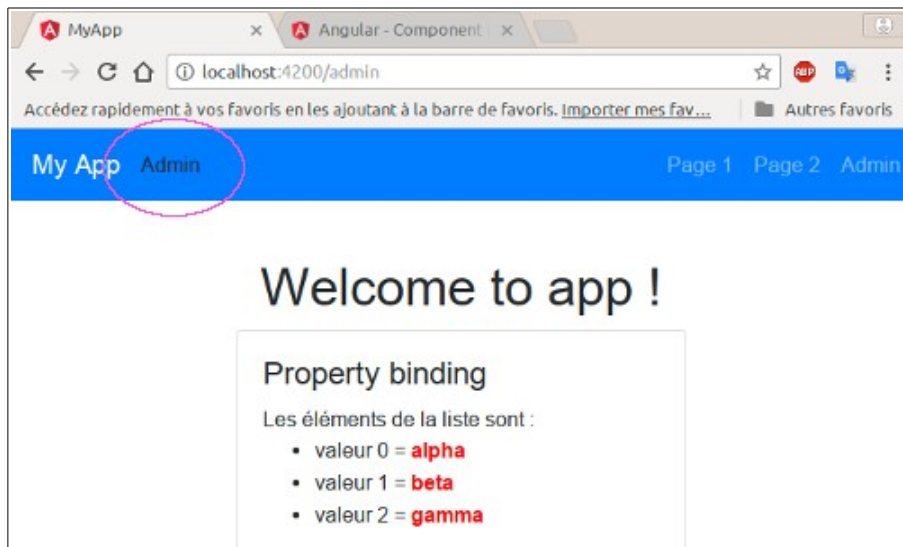 MyApp
Angular - Component
localhost:4200/admin
ABP
Accédez rapidement à vos favoris en les ajoutant à la barre de favoris. Importer mes fav...
Autres favoris
My App Admin
Page 1 Page 2 Admin
Welcome to app !
Property binding
Les éléments de la liste sont :
• valeur 0 = alpha
• valeur 1 = beta
• valeur 2 = gamma